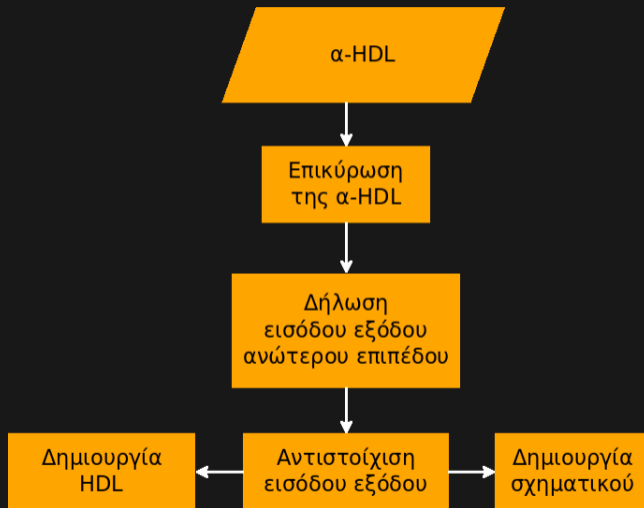 α-HDL
Επικύρωση
της α-HDL
Δήλωση
εισόδου εξόδου
ανώτερου επιπέδου
Δημιουργία
HDL
Αντιστοίχιση
εισόδου εξόδου
Δημιουργία
σχηματικού